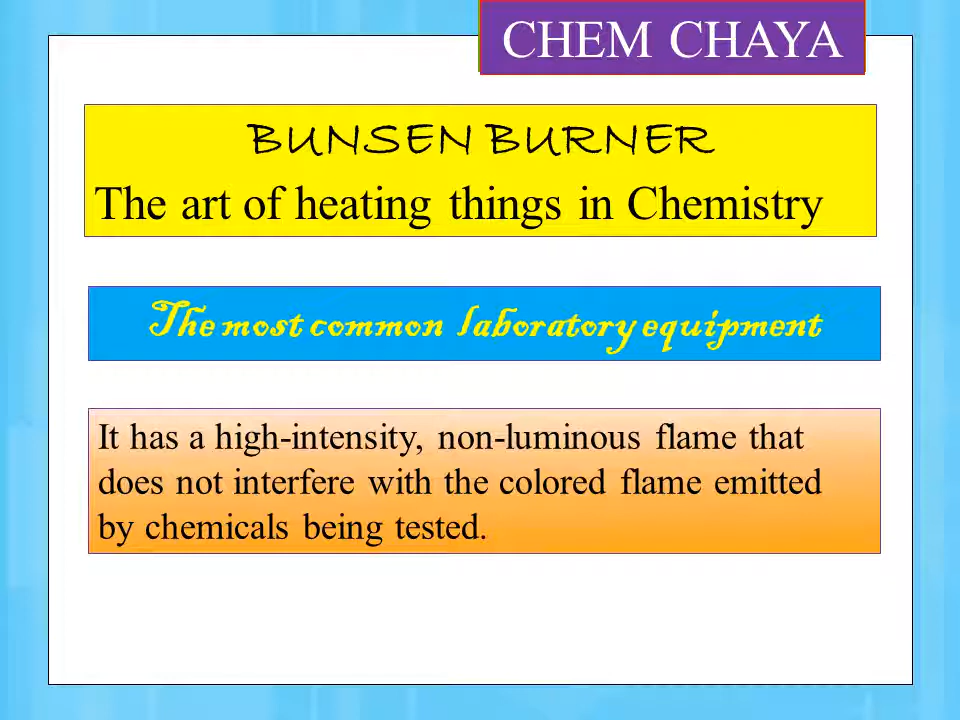 CHEM CHAYA
BUNSEN BURNER
The art of heating things in Chemistry
The most common laboratory equipment
It has a high-intensity, non-luminous flame that
does not interfere with the colored flame emitted
by chemicals being tested.